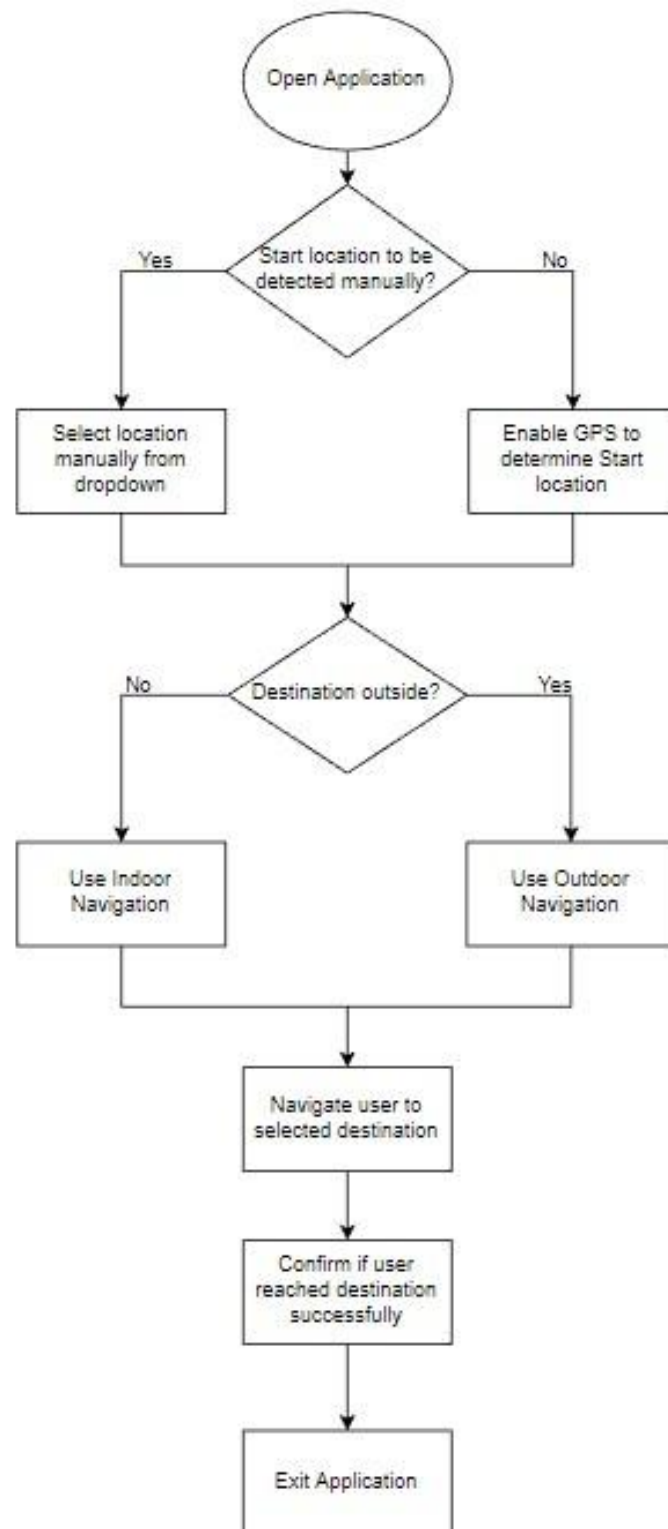 Open Application
Start location to be
detected manually?
Yes
No
Select location
manually from
dropdown
Enable GPS to
determine Start
location
Destination outside?
No
Yes
Use Indoor
Navigation
Use Outdoor
Navigation
Navigate user to
selected destination
Confirm if user
reached destination
successfully
Exit Application